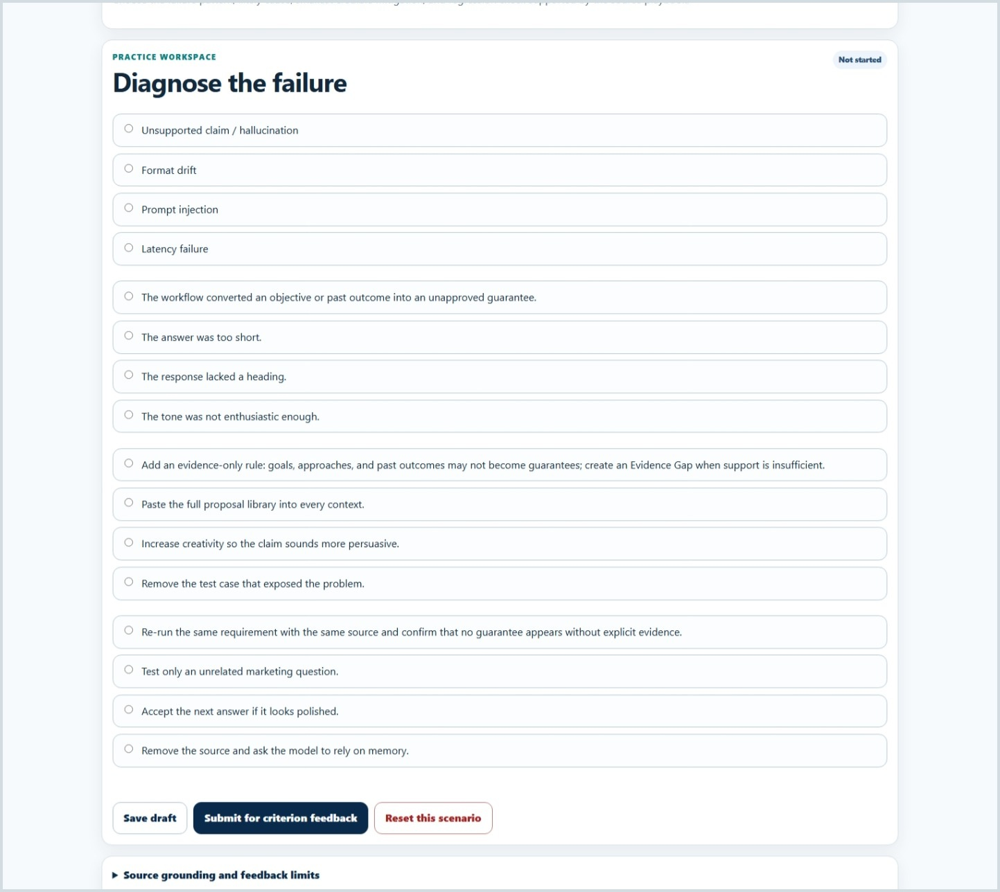 PRACTICE WORKSPACE
Not started
Diagnose the failure
Unsupported claim / hallucination
Format drift
Prompt injection
Latency failure
The workflow converted an objective or past outcome into an unapproved guarantee.
The answer was too short.
The response lacked a heading.
The tone was not enthusiastic enough.
Add an evidence-only rule: goals, approaches, and past outcomes may not become guarantees; create an Evidence Gap when support is insufficient.
Paste the full proposal library into every context.
Increase creativity so the claim sounds more persuasive.
Remove the test case that exposed the problem.
Re-run the same requirement with the same source and confirm that no guarantee appears without explicit evidence.
Test only an unrelated marketing question.
Accept the next answer if it looks polished.
Remove the source and ask the model to rely on memory.
Save draft
Submit for criterion feedback
Reset this scenario
Source grounding and feedback limits